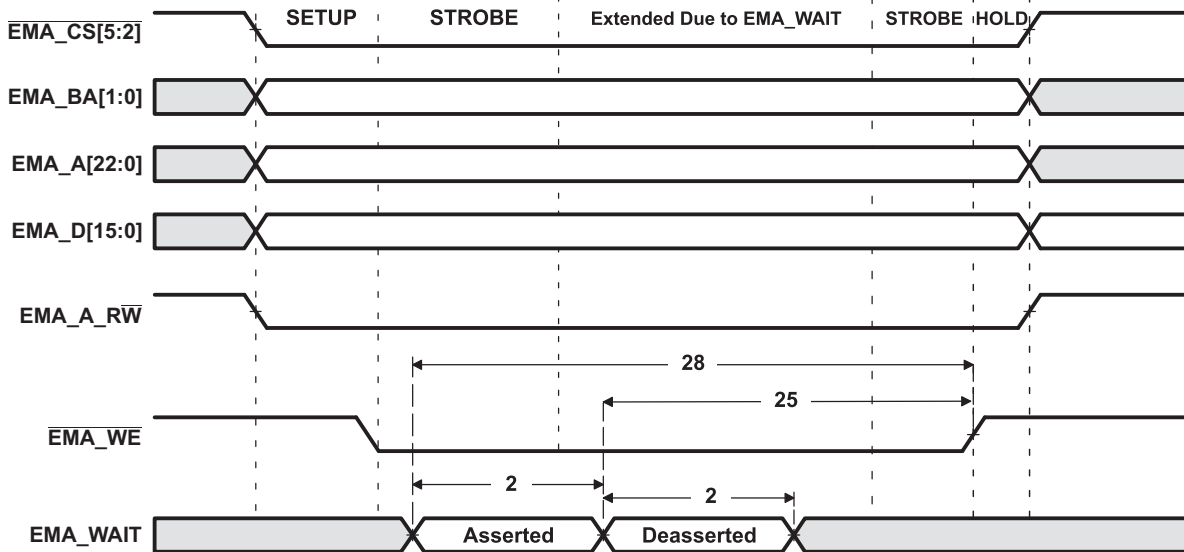 SETUP STROBE Extended Due to EMA_WAIT STROBE HOLD
EMA_CS[5:2]
EMA_BA[1:0]
EMA_A[22:0]
EMA_D[15:0]
EMA_A_RW
28
25
EMA_WE
2
2
EMA_WAIT Asserted Deasserted